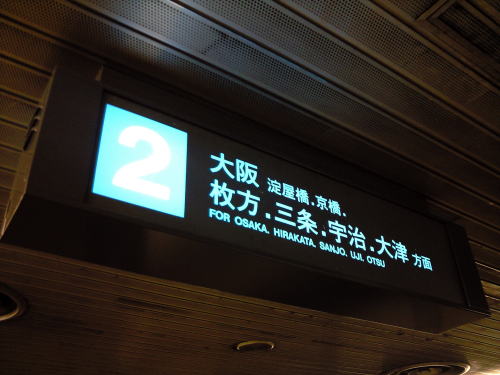 2
大阪 淀屋橋.京橋.
枚方.三条.宇治.大津 方面
FOR OSAKA. HIRAKATA. SANJO. UJI. OTSU